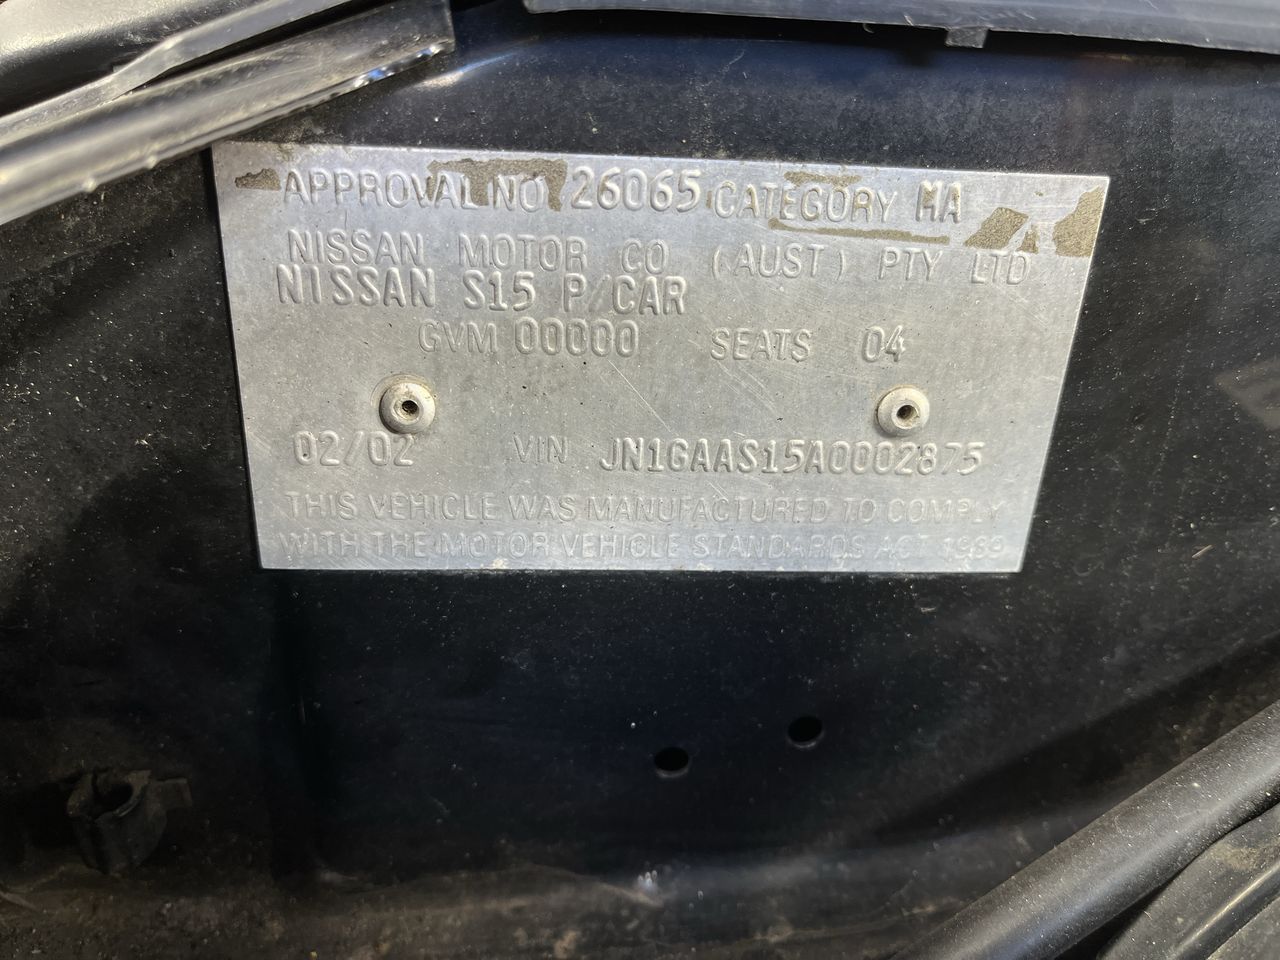 APPROVAL NO 26065 CATEGORY MA
NISSAN MOTOR CO (AUST) PTY LTD
NISSAN S15 P/CAR
GVM 00000 SEATS 04
02/02 VIN JN1GAAS15A0002875
THIS VEHICLE WAS MANUFACTURED TO COMPLY
WITH THE MOTOR VEHICLE STANDARDS ACT 1989